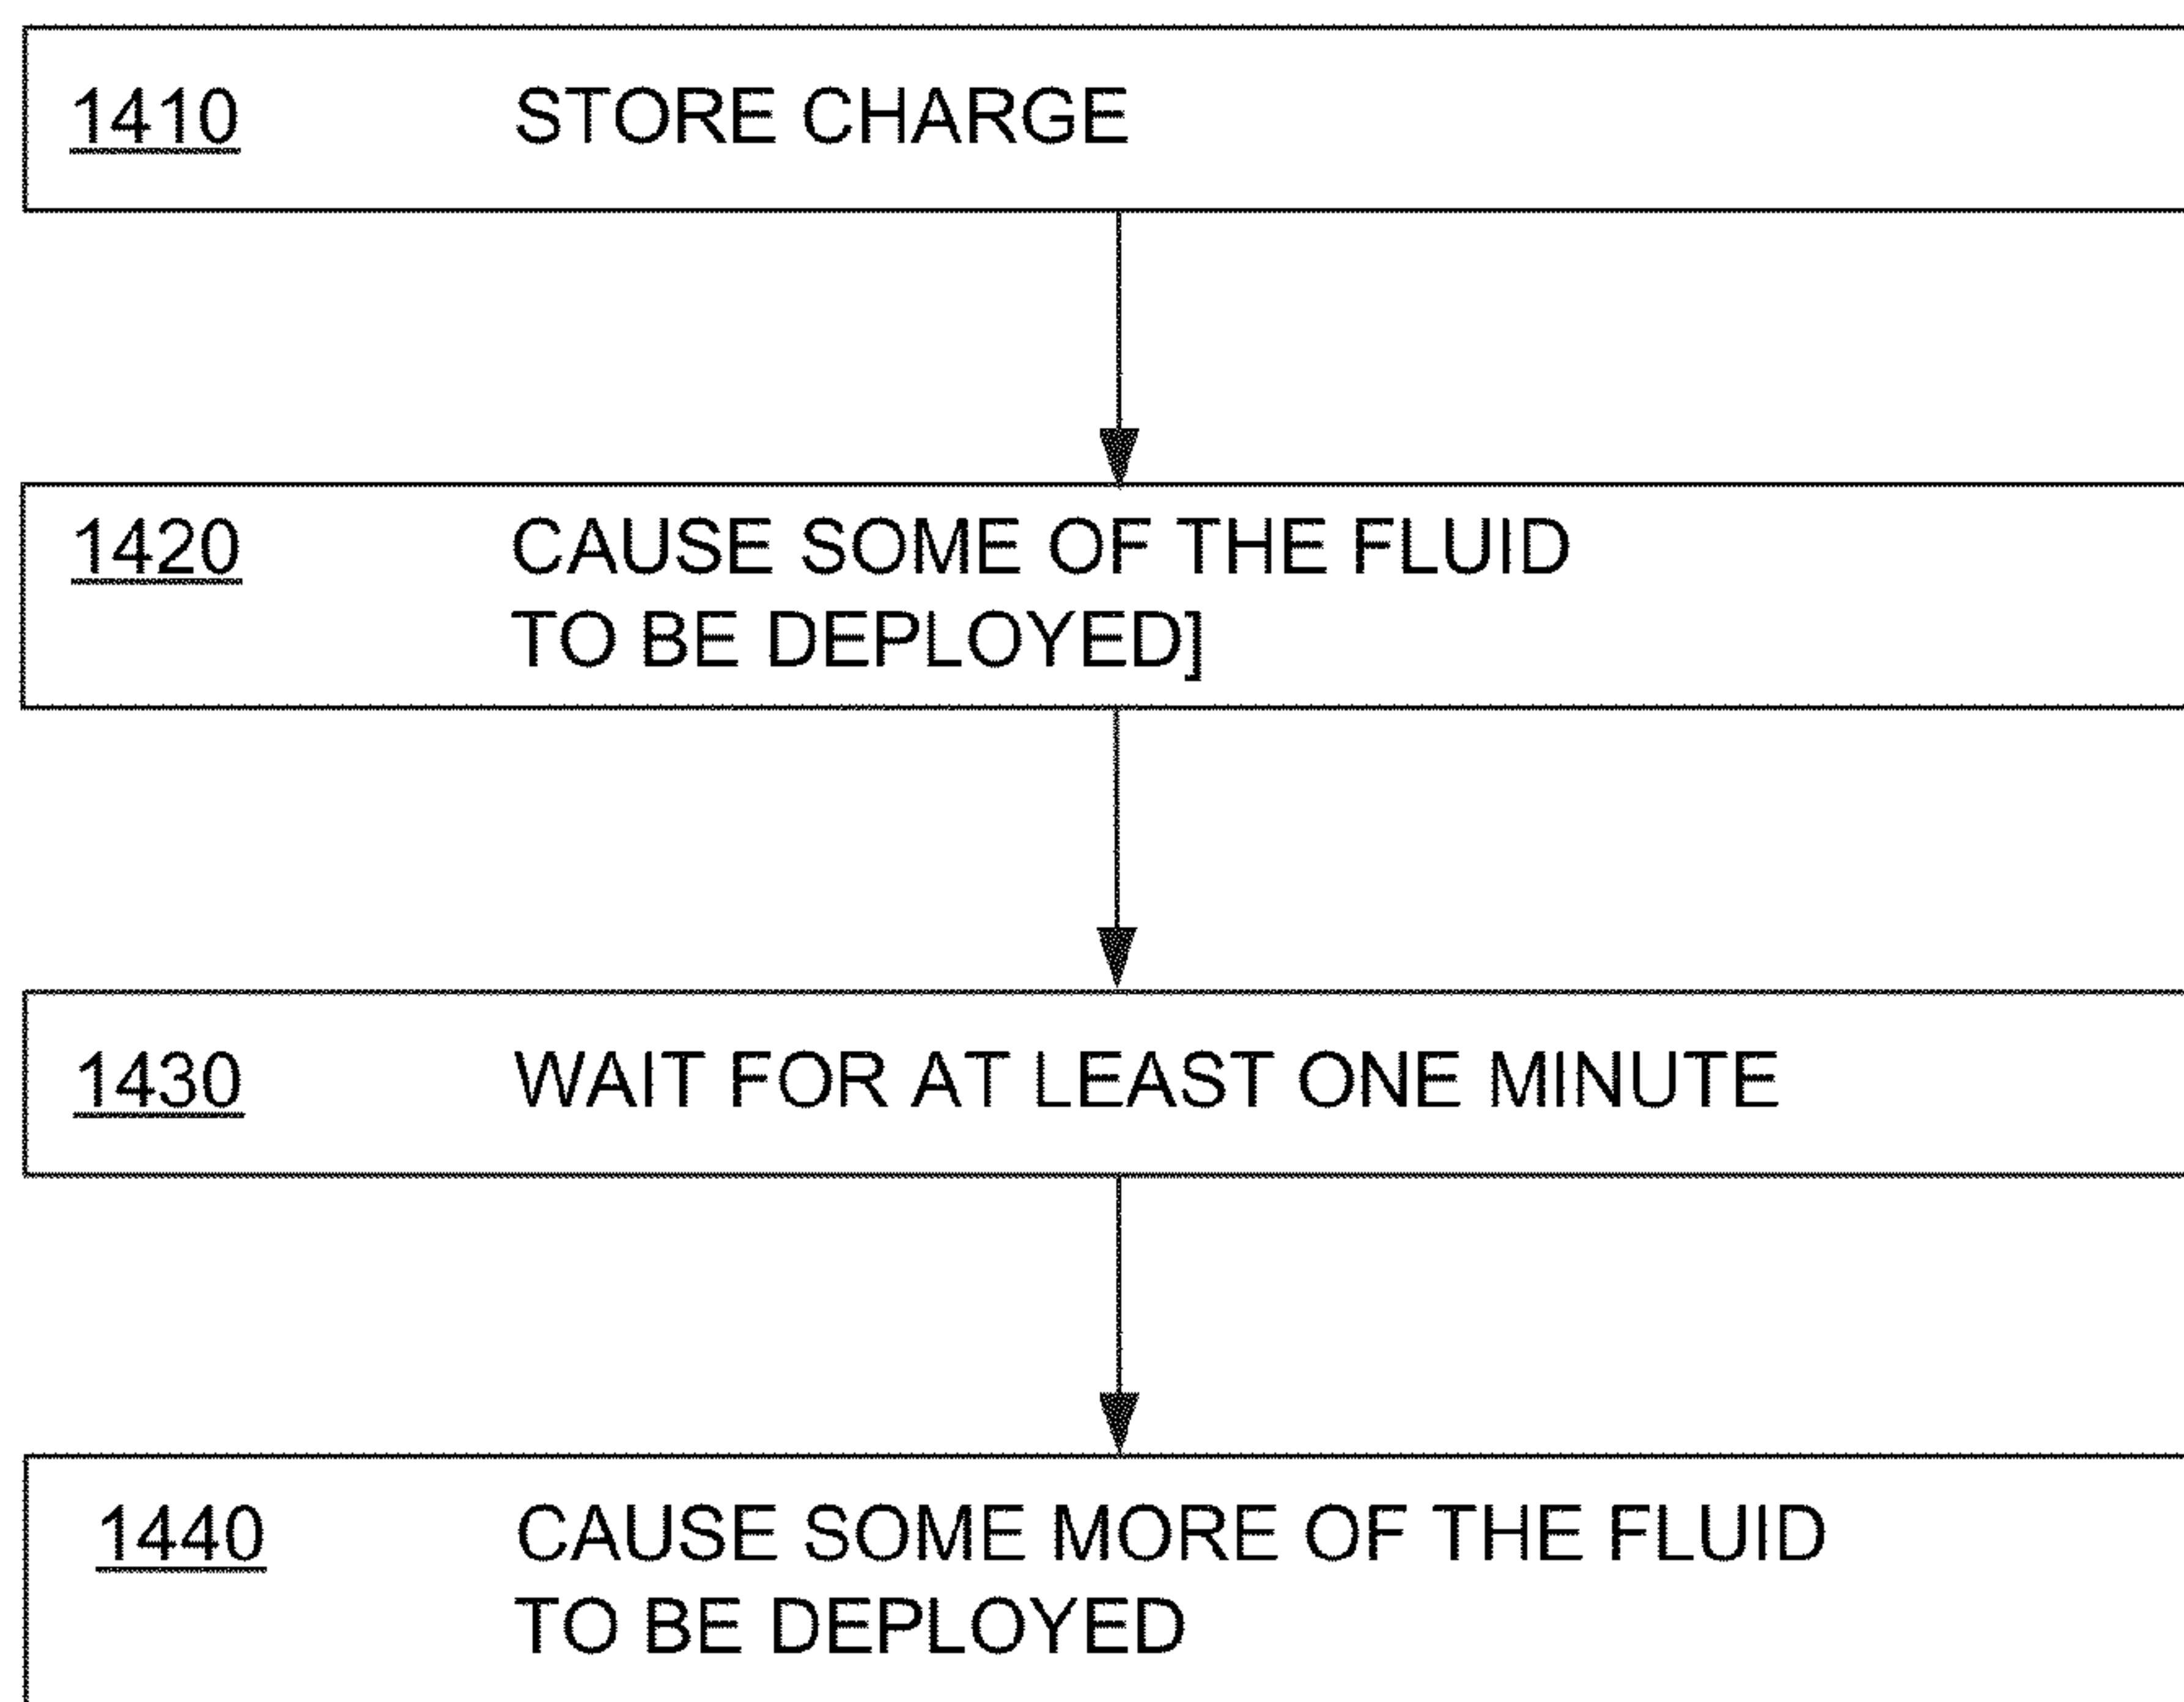 1410 STORE CHARGE
1420 CAUSE SOME OF THE FLUID
TO BE DEPLOYED]
1430 WAIT FOR AT LEAST ONE MINUTE
1440 CAUSE SOME MORE OF THE FLUID
TO BE DEPLOYED